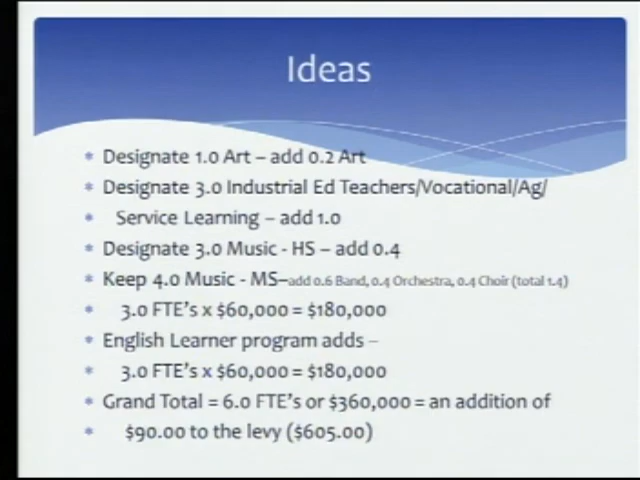 Ideas
* Designate 1.0 Art – add 0.2 Art
* Designate 3.0 Industrial Ed Teachers/Vocational/Ag/
* Service Learning – add 1.0
* Designate 3.0 Music - HS – add 0.4
* Keep 4.0 Music - MS–add 0.6 Band, 0.4 Orchestra, 0.4 Choir (total 1.4)
* 3.0 FTE's x $60,000 = $180,000
* English Learner program adds –
* 3.0 FTE's x $60,000 = $180,000
* Grand Total = 6.0 FTE's or $360,000 = an addition of
* $90.00 to the levy ($605.00)